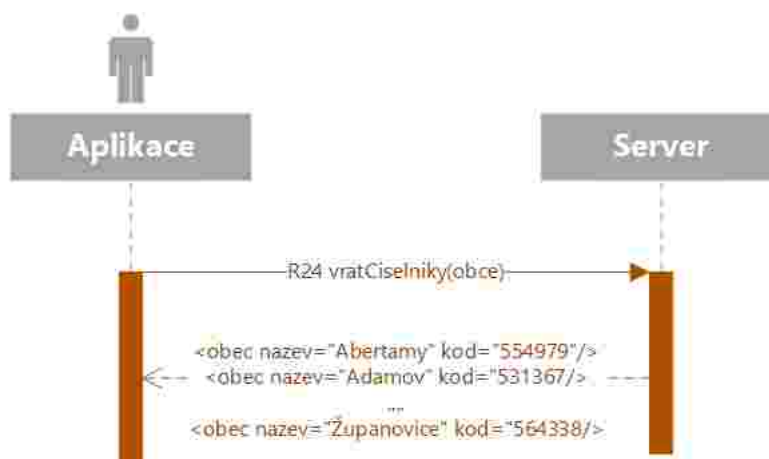 Aplikace
Server
R24 vratCiselniky(obce)
<obec nazev="Abertamy" kod="554979"/>
<obec nazev="Adamov" kod="531367/>
...
<obec nazev="Županovice" kod="564338/>